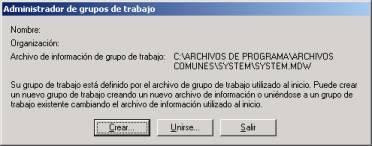 Administrador de grupos de trabajo
Nombre:
Organización:
Archivo de información de grupo de trabajo: C:\ARCHIVOS DE PROGRAMA\ARCHIVOS
COMUNES\SYSTEM\SYSTEM.MDW
Su grupo de trabajo está definido por el archivo de grupo de trabajo utilizado al inicio. Puede crear
un nuevo grupo de trabajo creando un nuevo archivo de información o uniéndose a un grupo de
trabajo existente cambiando el archivo de información utilizado al inicio.
Crear... Unirse... Salir